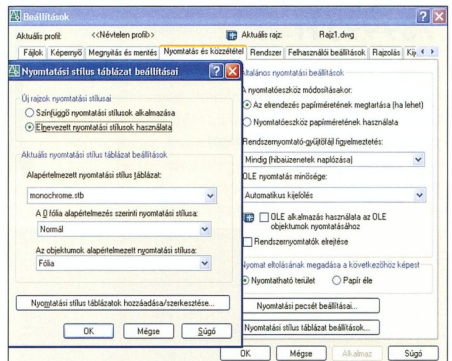 Beállítások
Aktuális profil: <<Névtelen profil>> Aktuális rajz: Rajz1.dwg
Fájlok Képernyő Megnyitás és mentés Nyomtatás és közzététel Rendszer Felhasználói beállítások Rajzolás
Nyomtatási stílus táblázat beállításai
Új rajzok nyomtatási stílusai
Színfüggő nyomtatási stílusok alkalmazása
Elnevezett nyomtatási stílusok használata
Aktuális nyomtatási stílus táblázat beállítások
Alapértelmezett nyomtatási stílus táblázat:
monochrome.stb
A 0 fólia alapértelmezés szerinti nyomtatási stílusa:
Normál
Az objektumok alapértelmezett nyomtatási stílusa:
Fólia
Nyomtatási stílus táblázatok hozzáadása/szerkesztése...
OK Mégse Súgó
Általános nyomtatási beállítások
A nyomtatóeszköz módosításakor:
Az elrendezés papírméretének megtartása (ha lehet)
Nyomtatóeszköz papírméretének használata
Rendszernyomtató-gyűjtőfájl figyelmeztetés:
Mindig (hibaüzenetek naplózása)
OLE nyomtatás minősége:
Automatikus kijelölés
OLE alkalmazás használata az OLE
objektumok nyomtatásához
Rendszernyomtatók elrejtése
Nyomat eltolásának megadása a következőhöz képest
Nyomtatható terület Papír éle
Nyomtatási pecsét beállításai...
Nyomtatási stílus táblázat beállítások...
OK Mégse Alkalmaz Súgó